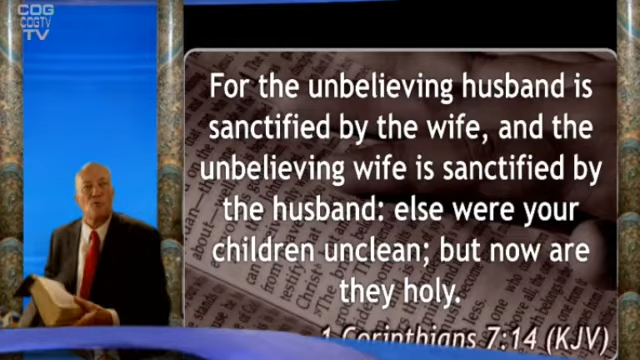 COG
COGTV
TV
For the unbelieving husband is
sanctified by the wife, and the
unbelieving wife is sanctified by
the husband: else were your
children unclean; but now are
they holy.
1 Corinthians 7:14 (KJV)